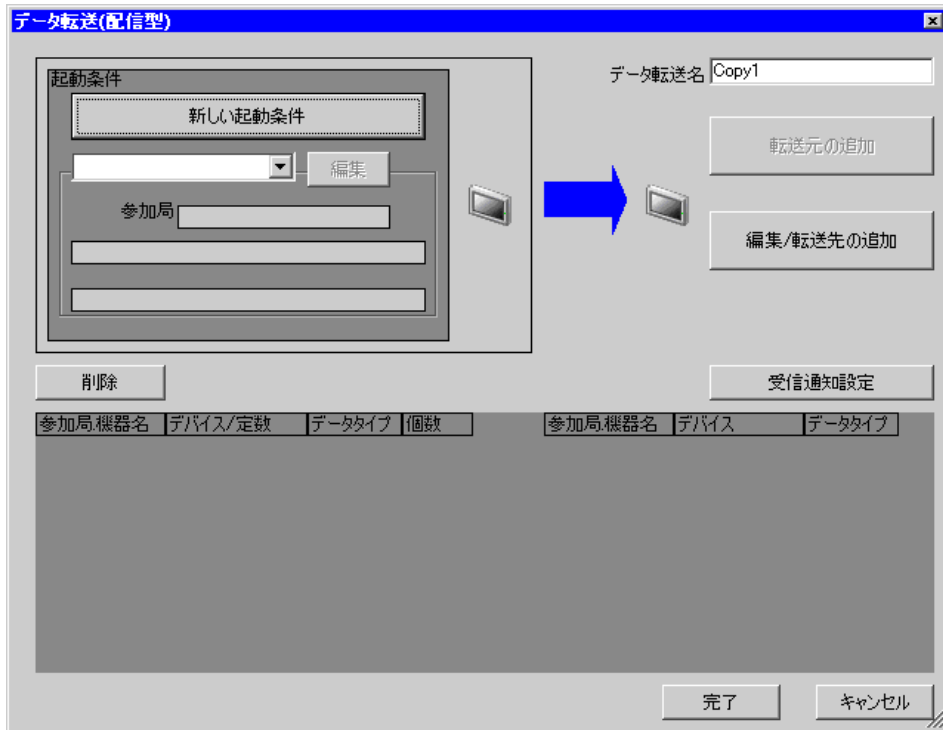 データ転送(配信型)
起動条件
データ転送名 Copy1
新しい起動条件
転送元の追加
編集
参加局
編集/転送先の追加
削除
受信通知設定
参加局.機器名 デバイス/定数 データタイプ 個数 参加局.機器名 デバイス データタイプ
完了 キャンセル